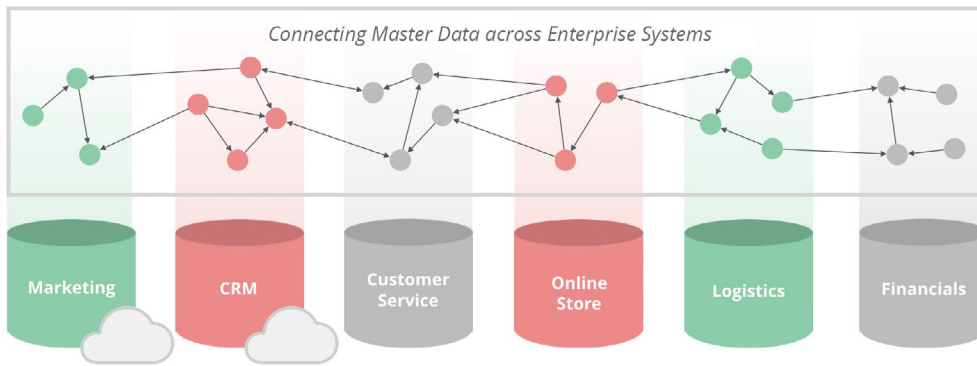 Connecting Master Data across Enterprise Systems
Marketing
CRM
Customer
Service
Online
Store
Logistics
Financials